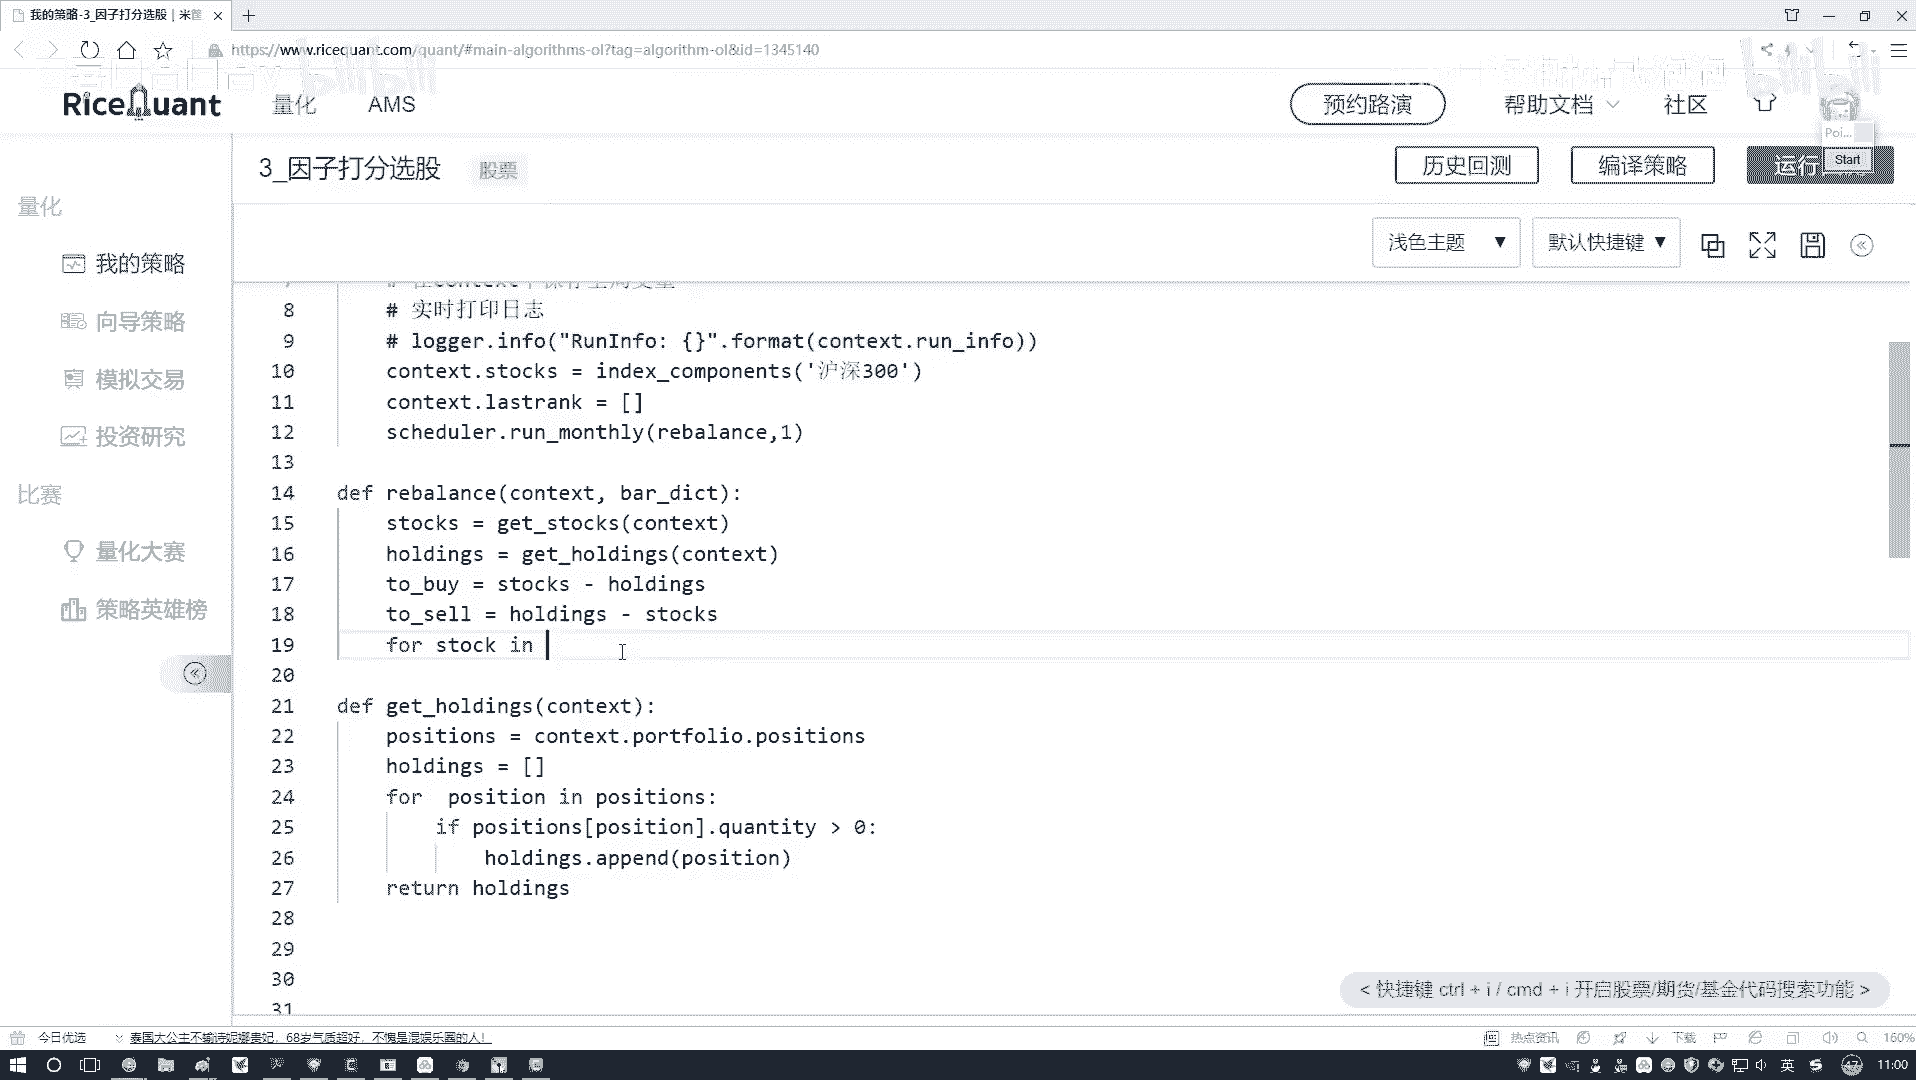 我的策略-3_因子打分选股 | 米筐
https://www.ricequant.com/quant/#main-algorithms-ol?tag=algorithm-ol&id=1345140
RiceQuant 量化 AMS 预约路演 帮助文档 社区
Poi...
Start
3_因子打分选股 股票 历史回测 编译策略 运行
量化
我的策略
向导策略
模拟交易
投资研究
比赛
量化大赛
策略英雄榜
浅色主题 ▼ 默认快捷键 ▼
8 # 实时打印日志
9 # logger.info("RunInfo: {}".format(context.run_info))
10 context.stocks = index_components('沪深300')
11 context.lastrank = []
12 scheduler.run_monthly(rebalance,1)
13
14 def rebalance(context, bar_dict):
15 stocks = get_stocks(context)
16 holdings = get_holdings(context)
17 to_buy = stocks - holdings
18 to_sell = holdings - stocks
19 for stock in
20
21 def get_holdings(context):
22 positions = context.portfolio.positions
23 holdings = []
24 for  position in positions:
25 if positions[position].quantity > 0:
26 holdings.append(position)
27 return holdings
28
29
30
31
< 快捷键 ctrl + i / cmd + i 开启股票/期货/基金代码搜索功能 >
今日优选 泰国大公主不输诗妮娜贵妃，68岁气质超好，不愧是混娱乐圈的人！ 热点资讯 下载 160%
英 47 11:00